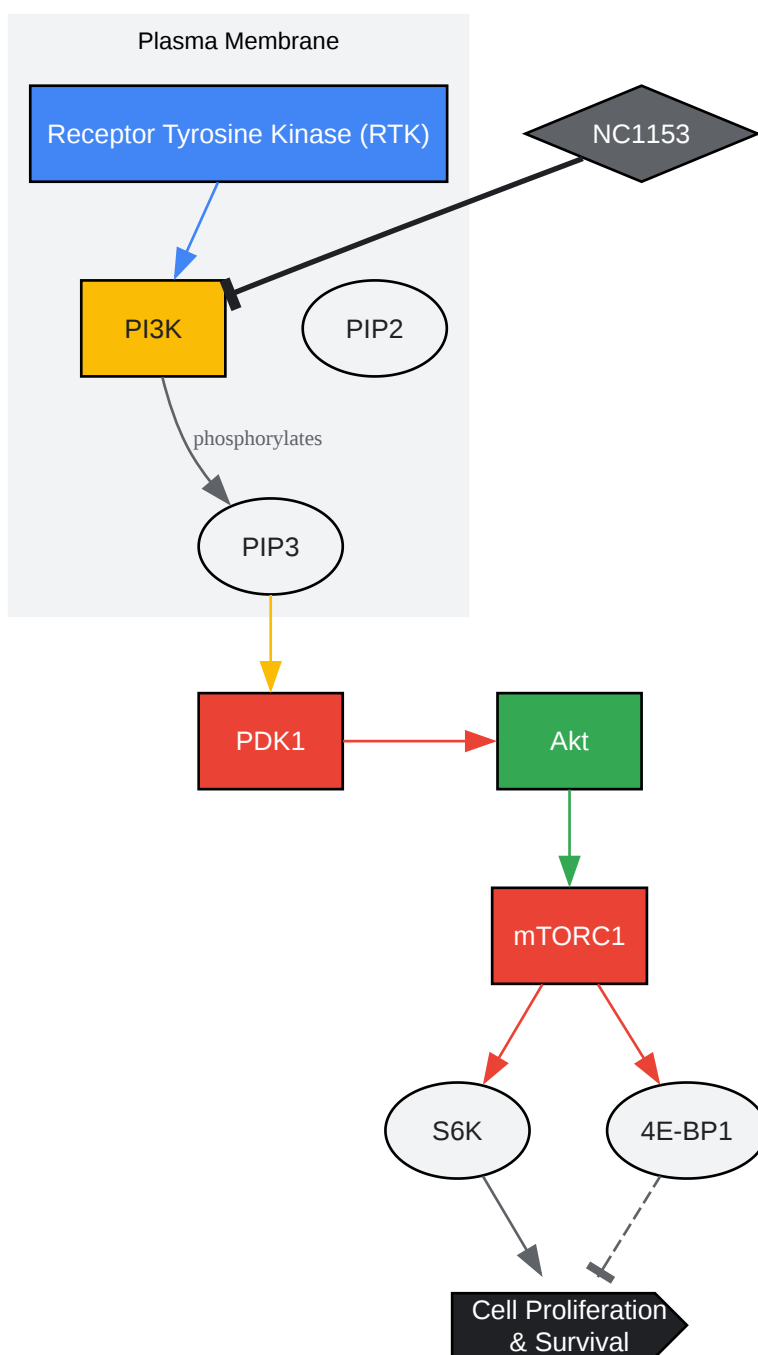 Plasma Membrane
Receptor Tyrosine Kinase (RTK)
NC1153
PI3K
PIP2
phosphorylates
PIP3
PDK1
Akt
mTORC1
S6K
4E-BP1
Cell Proliferation
& Survival